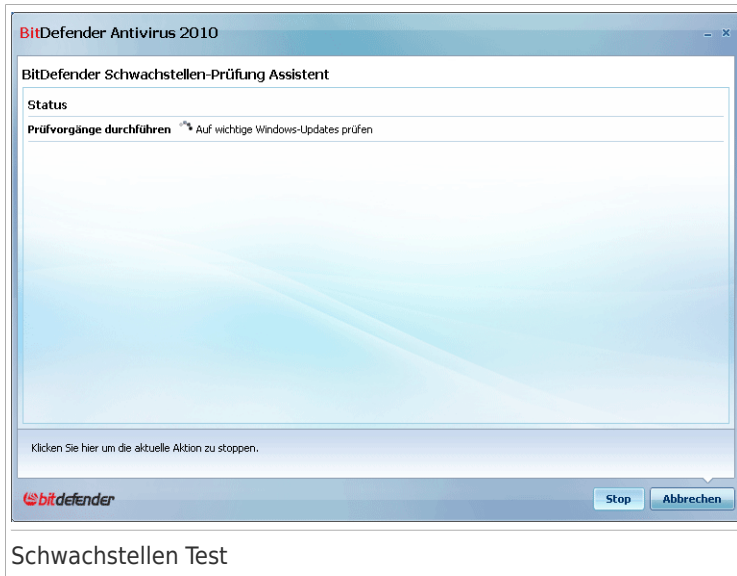 BitDefender Antivirus 2010
BitDefender Schwachstellen-Prüfung Assistent
Status
Prüfvorgänge durchführen Auf wichtige Windows-Updates prüfen
Klicken Sie hier um die aktuelle Aktion zu stoppen.
bitdefender Stop Abbrechen
Schwachstellen Test